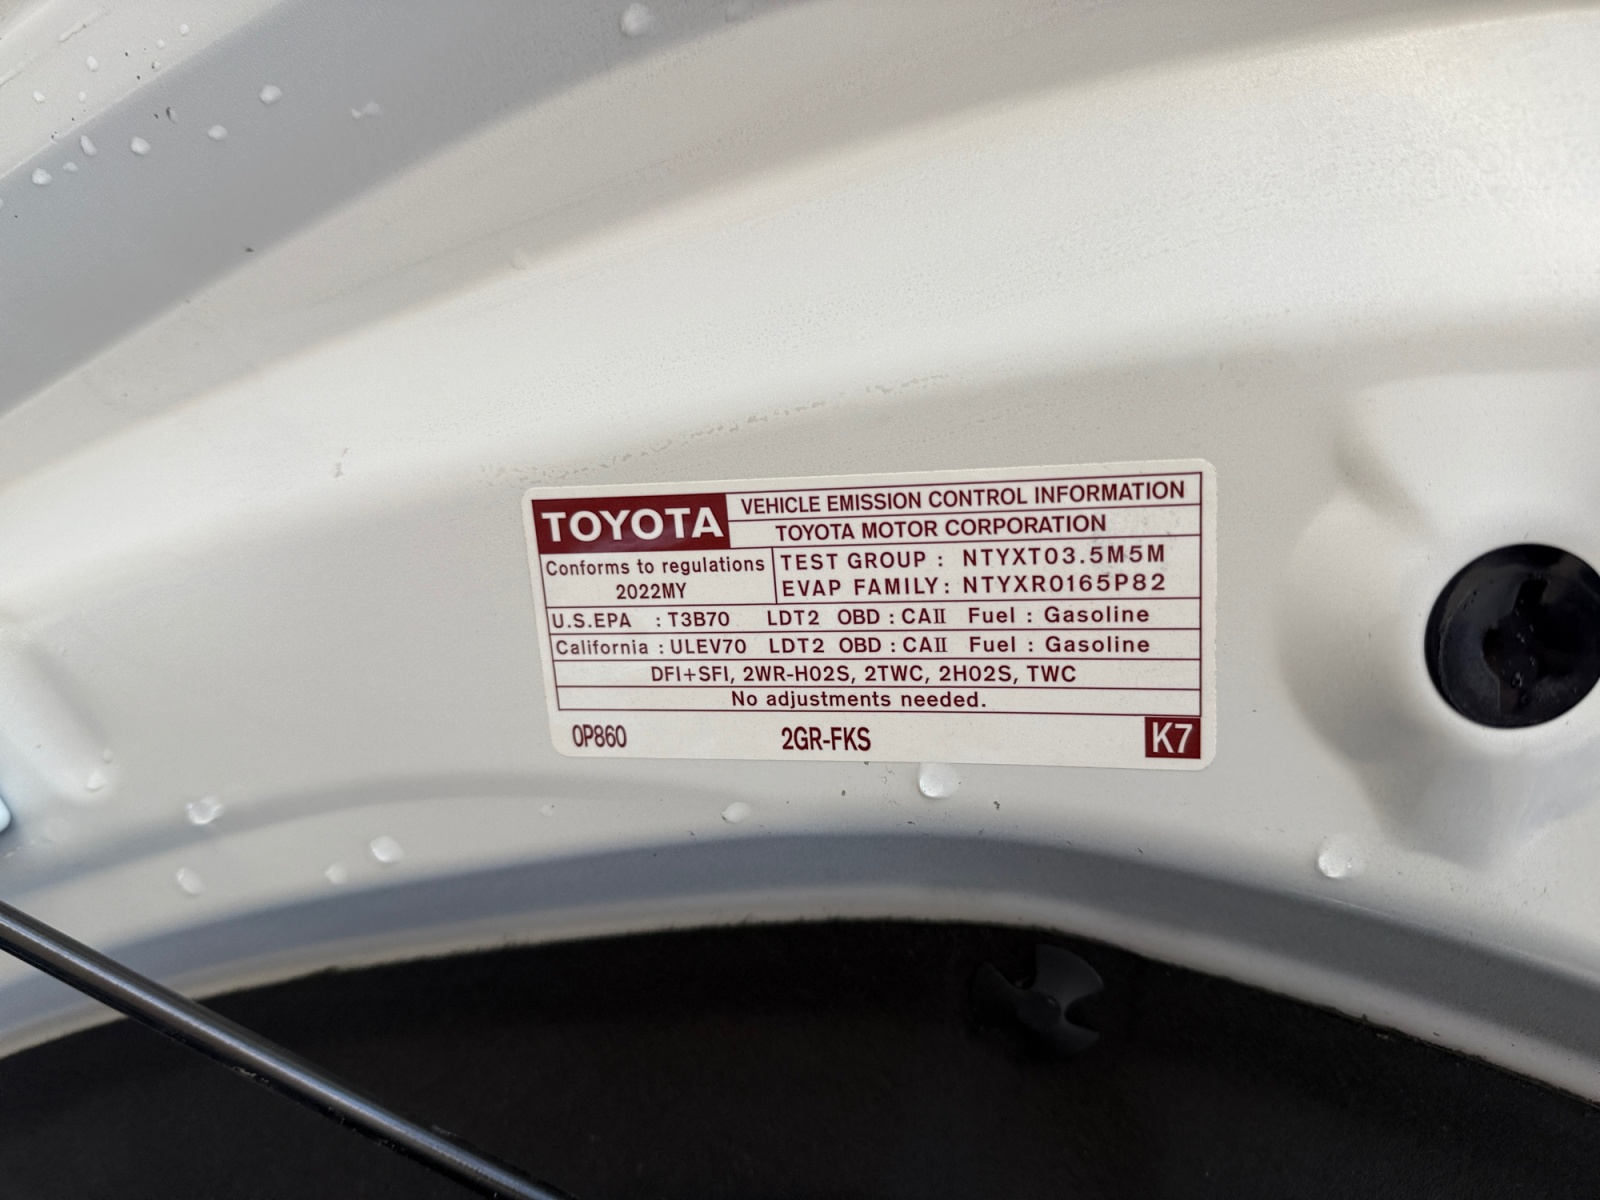 TOYOTA VEHICLE EMISSION CONTROL INFORMATION
TOYOTA MOTOR CORPORATION
Conforms to regulations
2022MY
TEST GROUP : NTYXT03.5M5M
EVAP FAMILY : NTYXR0165P82
U.S.EPA : T3B70 LDT2 OBD : CAII Fuel : Gasoline
California : ULEV70 LDT2 OBD : CAII Fuel : Gasoline
DFI+SFI, 2WR-HO2S, 2TWC, 2HO2S, TWC
No adjustments needed.
0P860 2GR-FKS K7